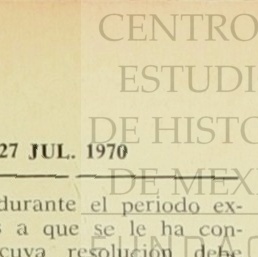 CENTRO
ESTUDI
DE HISTO
DE MEX
FUNDAC
27 JUL. 1970
durante el periodo ex-
a que se le ha con-
cuya resolución debe